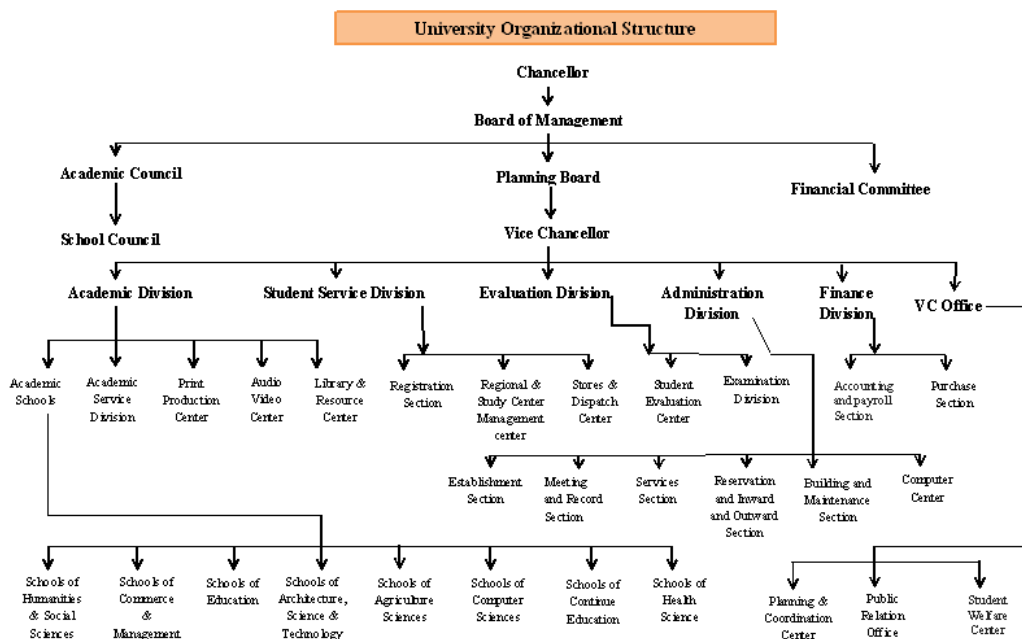 University Organizational Structure
Chancellor
Board of Management
Academic Council
Planning Board
Financial Committee
School Council
Vice Chancellor
Academic Division
Student Service Division
Evaluation Division
Administration
Division
Finance
Division
VC Office
Academic
Schools
Academic
Service
Division
Print
Production
Center
Audio
Video
Center
Library &
Resource
Center
Registration
Section
Regional &
Study Center
Management
center
Stores &
Dispatch
Center
Student
Evaluation
Center
Examination
Division
Accounting
and payroll
Section
Purchase
Section
Establishment
Section
Meeting
and Record
Section
Services
Section
Reservation
and Inward
and Outward
Section
Building and
Maintenance
Section
Computer
Center
Schools of
Humanities
& Social
Sciences
Schools of
Commerce
&
Management
Schools of
Education
Schools of
Architecture,
Science &
Technology
Schools of
Agriculture
Sciences
Schools of
Computer
Sciences
Schools of
Continue
Education
Schools of
Health
Science
Planning &
Coordination
Center
Public
Relation
Office
Student
Welfare
Center